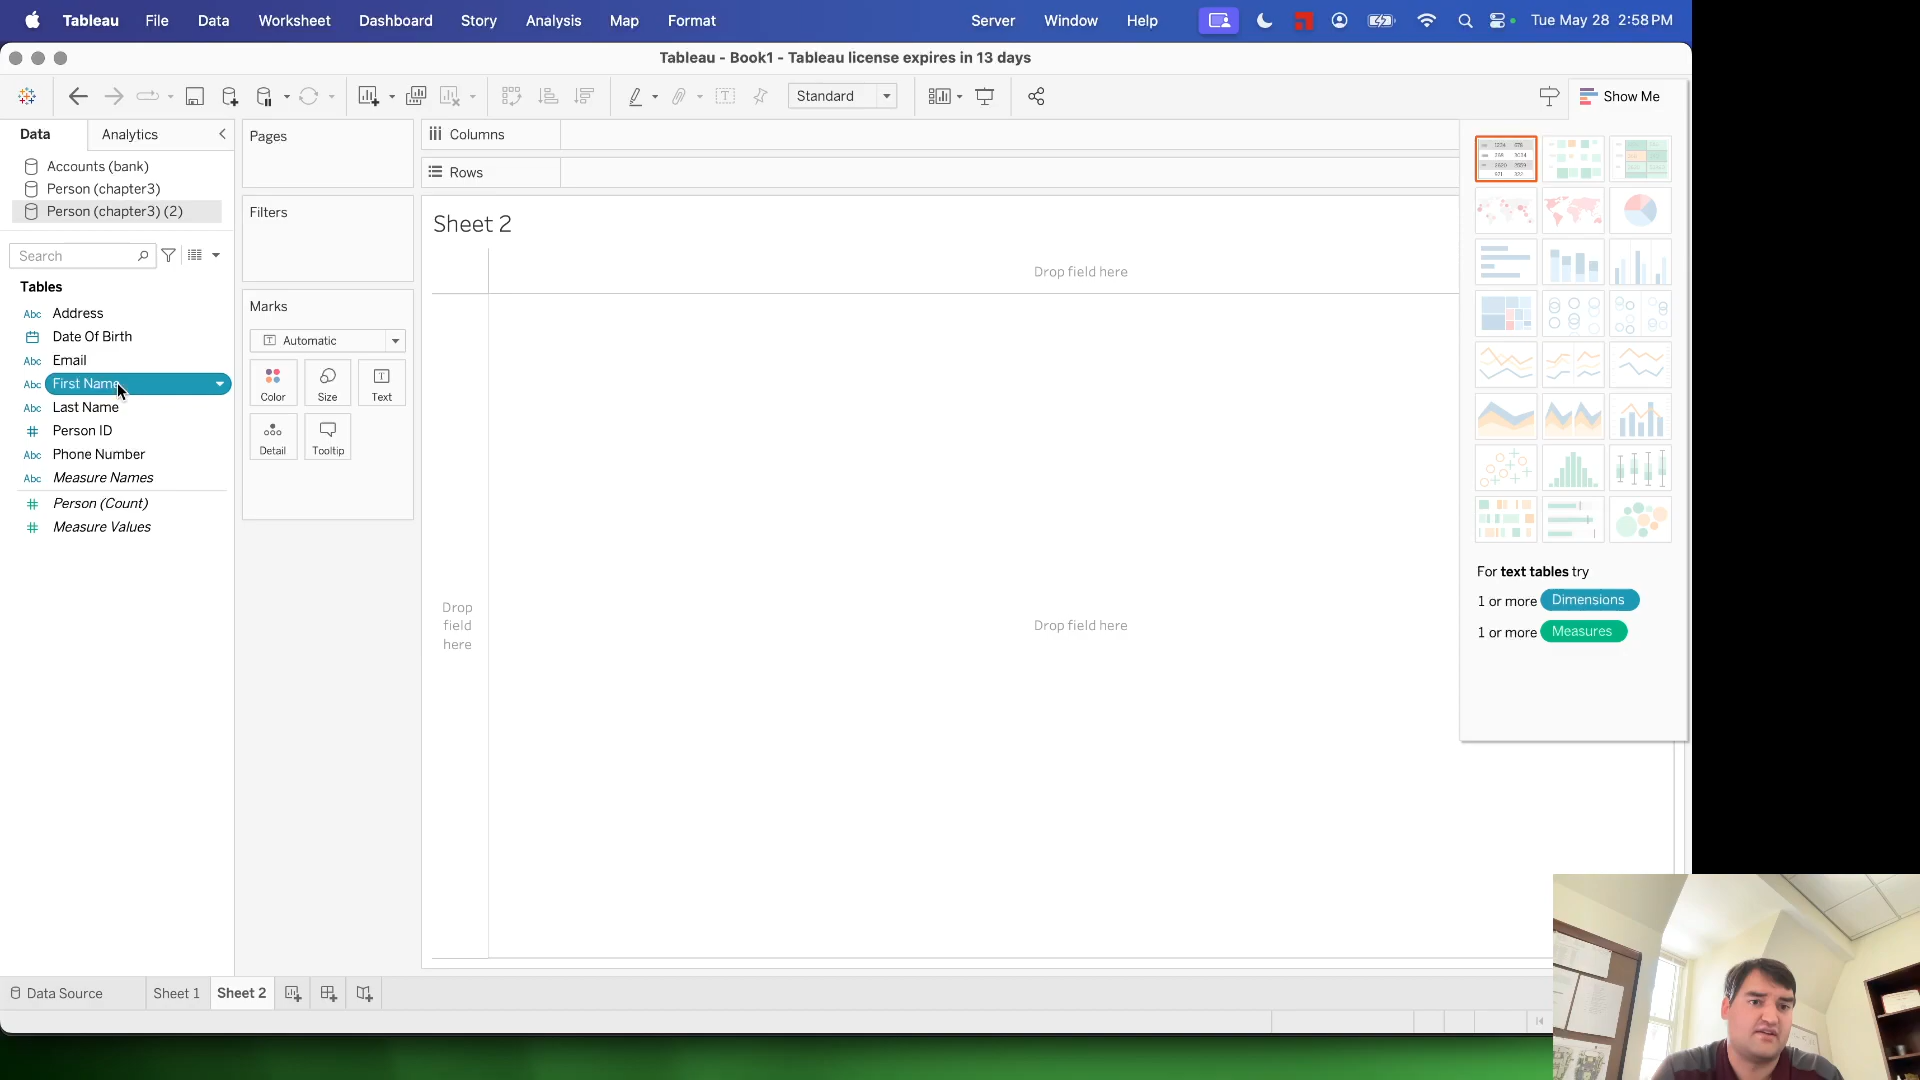 Tableau File Data Worksheet Dashboard Story Analysis Map Format Server Window Help Tue May 28 2:58 PM
Tableau - Book1 - Tableau license expires in 13 days
Standard
Show Me
Data Analytics
Accounts (bank)
Person (chapter3)
Person (chapter3) (2)
Search
Tables
Abc Address
Date Of Birth
Abc Email
Abc First Name
Abc Last Name
# Person ID
Abc Phone Number
Abc Measure Names
# Person (Count)
# Measure Values
Pages
Filters
Marks
Automatic
Color Size Text
Detail Tooltip
Columns
Rows
Sheet 2
Drop field here
Drop
field
here
Drop field here
For text tables try
1 or more Dimensions
1 or more Measures
Data Source Sheet 1 Sheet 2